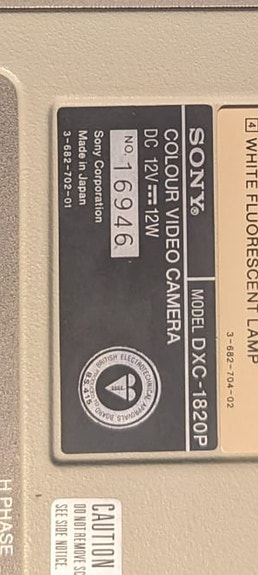 4 WHITE FLUORESCENT LAMP
3-682-704-02
SONY® MODEL DXC-1820P
COLOUR VIDEO CAMERA
DC 12V⎓12W
NO. 16946
Sony Corporation
Made in Japan
3-682-702-01
BRITISH ELECTROTECHNICAL APPROVALS BOARD
B.S.415
CAUTION
DO NOT REMOVE
SEE SIDE NOTICE.
H PHASE